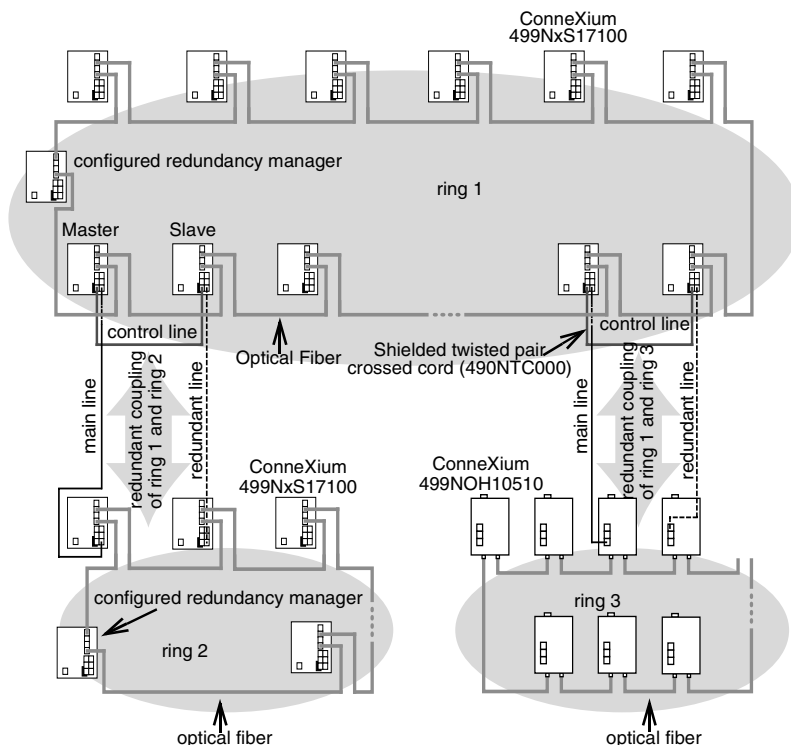 ConneXium
499NxS17100
configured redundancy manager
ring 1
Master
Slave
control line
Optical Fiber
Shielded twisted pair
crossed cord (490NTC000)
control line
main line
redundant coupling
of ring 1 and ring 2
redundant line
main line
redundant coupling
of ring 1 and ring 3
redundant line
ConneXium
499NxS17100
ConneXium
499NOH10510
configured redundancy manager
ring 2
ring 3
optical fiber
optical fiber